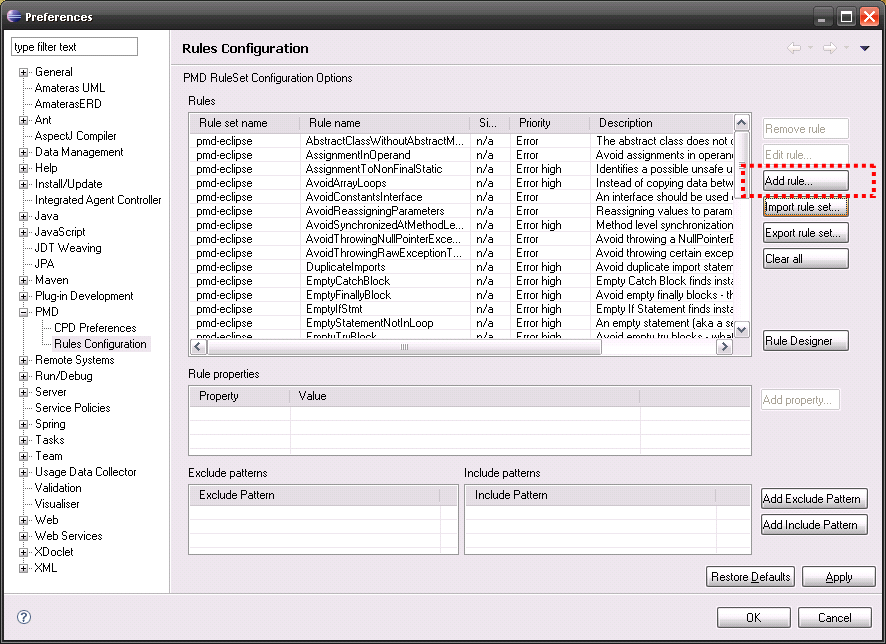 Preferences
type filter text
General
Amateras UML
AmaterasERD
Ant
AspectJ Compiler
Data Management
Help
Install/Update
Integrated Agent Controller
Java
JavaScript
JDT Weaving
JPA
Maven
Plug-in Development
PMD
CPD Preferences
Rules Configuration
Remote Systems
Run/Debug
Server
Service Policies
Spring
Tasks
Team
Usage Data Collector
Validation
Visualiser
Web
Web Services
XDoclet
XML
Rules Configuration
PMD RuleSet Configuration Options
Rules
Rule set name Rule name Si... Priority Description
pmd-eclipse AbstractClassWithoutAbstractM... n/a Error The abstract class does not
pmd-eclipse AssignmentInOperand n/a Error Avoid assignments in operan
pmd-eclipse AssignmentToNonFinalStatic n/a Error high Identifies a possible unsafe u
pmd-eclipse AvoidArrayLoops n/a Error high Instead of copying data betw
pmd-eclipse AvoidConstantsInterface n/a Error An interface should be used
pmd-eclipse AvoidReassigningParameters n/a Error Reassigning values to param
pmd-eclipse AvoidSynchronizedAtMethodLe... n/a Error high Method level synchronization
pmd-eclipse AvoidThrowingNullPointerExce... n/a Error Avoid throwing a NullPointerE
pmd-eclipse AvoidThrowingRawExceptionT... n/a Error Avoid throwing certain excep
pmd-eclipse DuplicateImports n/a Error high Avoid duplicate import statem
pmd-eclipse EmptyCatchBlock n/a Error high Empty Catch Block finds insta
pmd-eclipse EmptyFinallyBlock n/a Error high Avoid empty finally blocks - th
pmd-eclipse EmptyIfStmt n/a Error high Empty If Statement finds insta
pmd-eclipse EmptyStatementNotInLoop n/a Error high An empty statement (aka a se
pmd-eclipse EmptyTryBlock n/a Error high Avoid empty try blocks - what
Remove rule
Edit rule...
Add rule...
Import rule set...
Export rule set...
Clear all
Rule Designer
Rule properties
Property Value
Add property...
Exclude patterns Include patterns
Exclude Pattern Include Pattern
Add Exclude Pattern
Add Include Pattern
Restore Defaults Apply
? OK Cancel